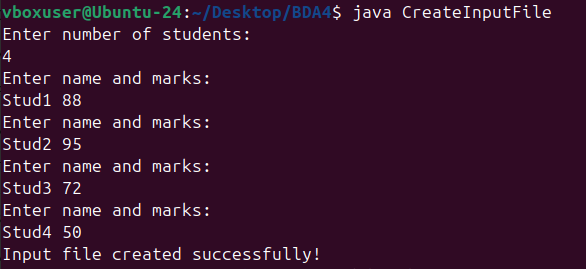 vboxuser@Ubuntu-24:~/Desktop/BDA4$ java CreateInputFile
Enter number of students:
4
Enter name and marks:
Stud1 88
Enter name and marks:
Stud2 95
Enter name and marks:
Stud3 72
Enter name and marks:
Stud4 50
Input file created successfully!